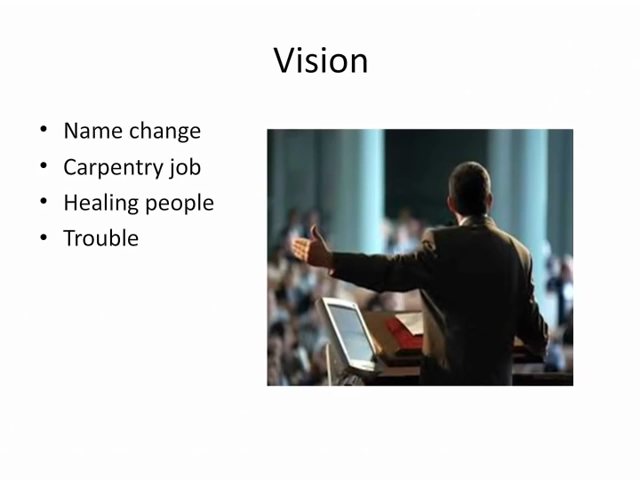 Vision
• Name change
• Carpentry job
• Healing people
• Trouble